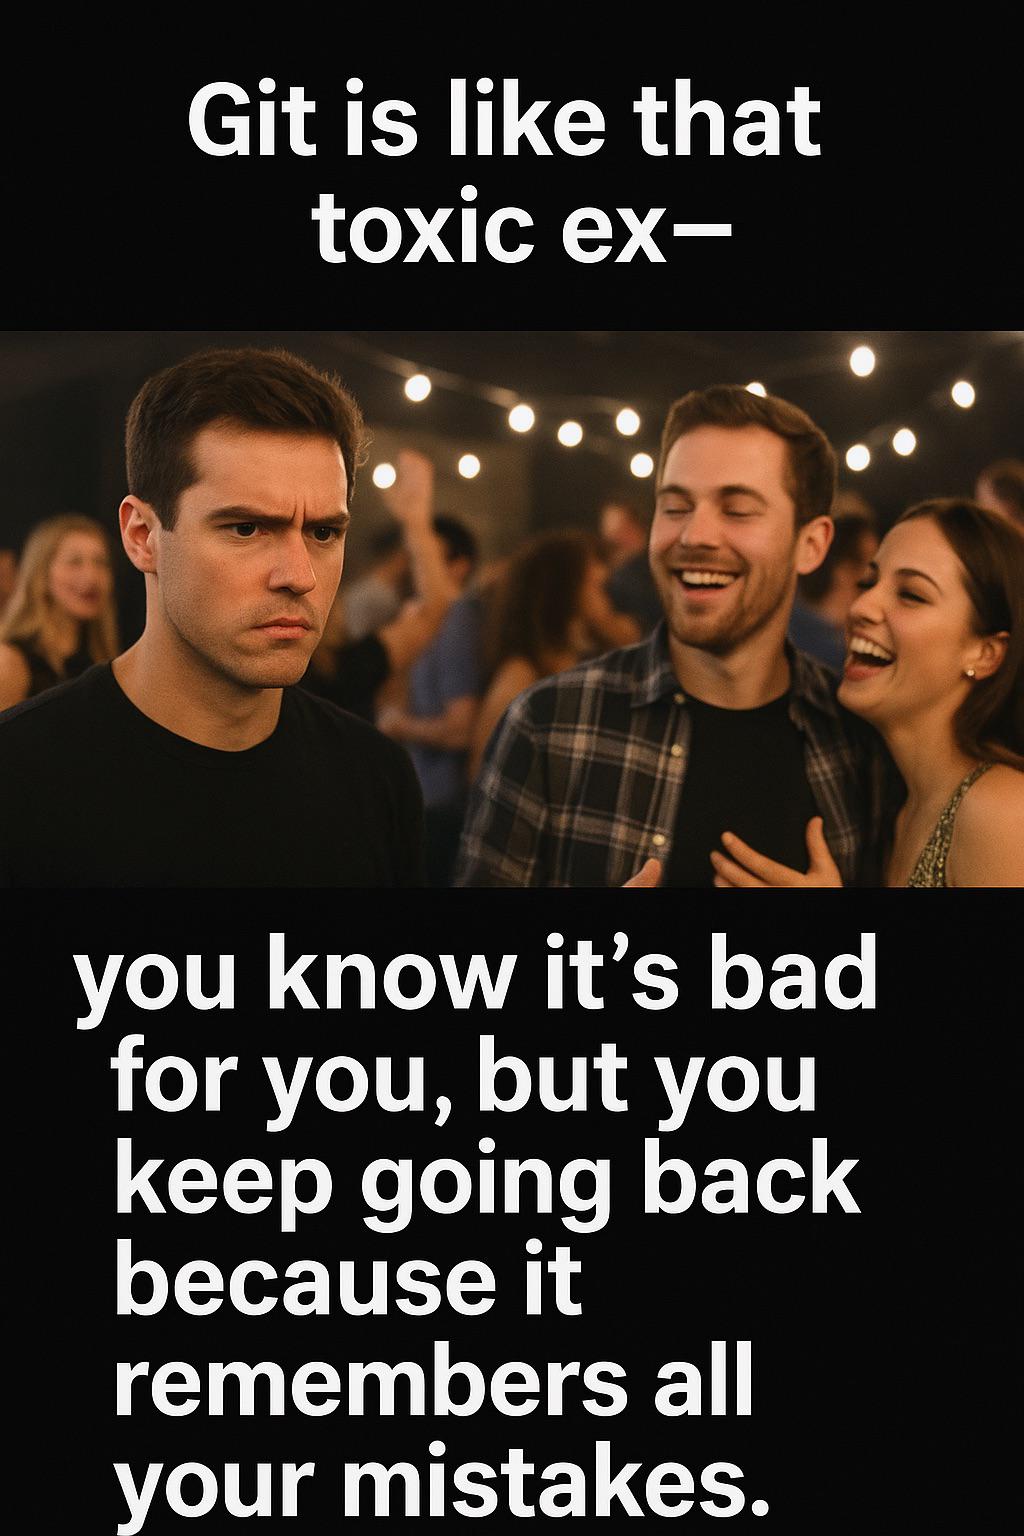 Git is like that
toxic ex—
you know it’s bad
for you, but you
keep going back
because it
remembers all
your mistakes.